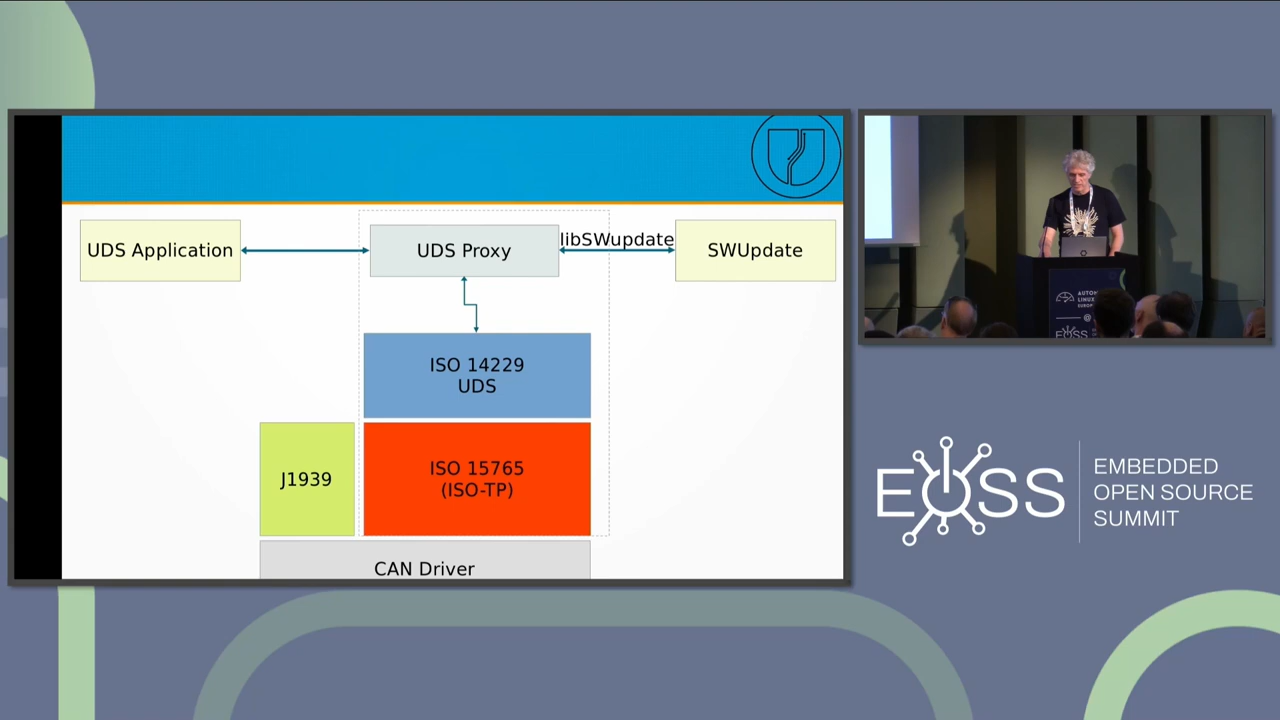 UDS Application
UDS Proxy
libSWupdate
SWUpdate
ISO 14229
UDS
J1939
ISO 15765
(ISO-TP)
CAN Driver
EOSS
EMBEDDED
OPEN SOURCE
SUMMIT
EOSS